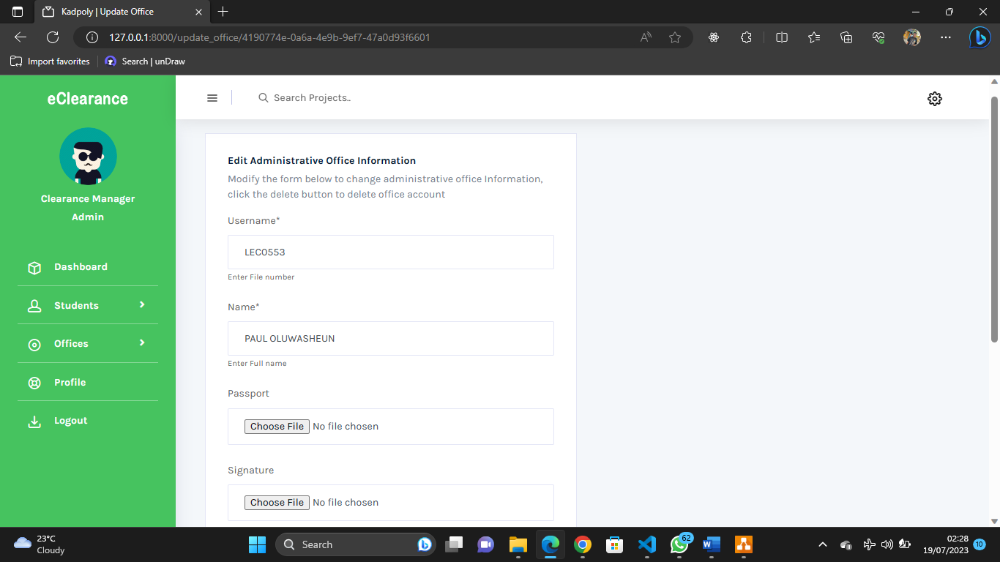 Kadpoly | Update Office
127.0.0.1:8000/update_office/4190774e-0a6a-4e9b-9ef7-47a0d93f6601
Import favorites
Search | unDraw
eClearance
Clearance Manager
Admin
Dashboard
Students
Offices
Profile
Logout
Search Projects..
Edit Administrative Office Information
Modify the form below to change administrative office Information,
click the delete button to delete office account
Username*
LECO553
Enter File number
Name*
PAUL OLUWASHEUN
Enter Full name
Passport
Choose File No file chosen
Signature
Choose File No file chosen
23°C
Cloudy
Search
62
02:28
19/07/2023
10